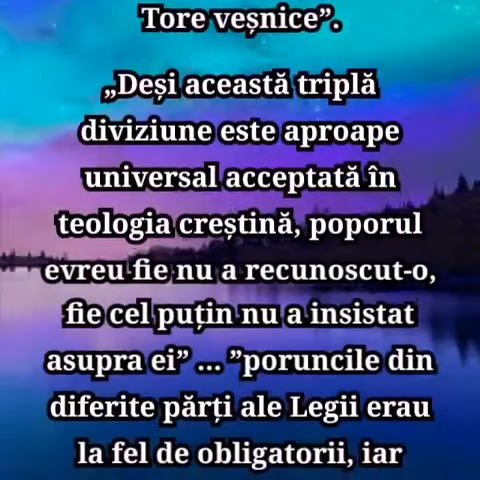 Tore veșnice”.
„Deși această triplă
diviziune este aproape
universal acceptată în
teologia creștină, poporul
evreu fie nu a recunoscut-o,
fie cel puțin nu a insistat
asupra ei” ... ”poruncile din
diferite părți ale Legii erau
la fel de obligatorii, iar